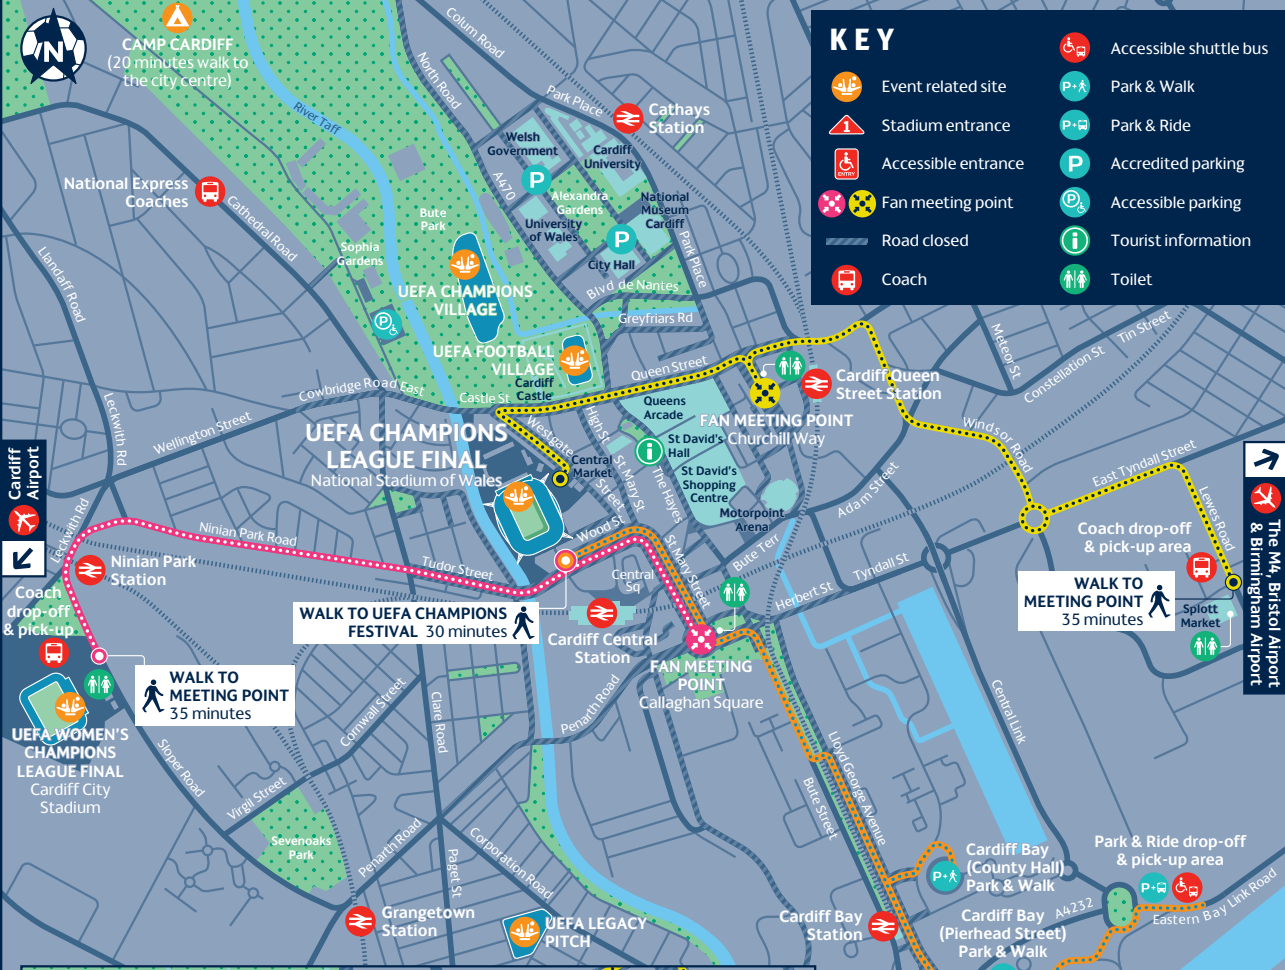 N
CAMP CARDIFF
(20 minutes walk to
the city centre)
River Taff
North Road
Colum Road
Park Place
Cathays
Station
Welsh
Government
Cardiff
University
P
A470
Alexandra
Gardens
National
Museum
Cardiff
University
of Wales
P
City Hall
Park Place
Blvd de Nantes
Greyfriars Rd
National Express
Coaches
Cathedral Road
Llandaff Road
Sophia
Gardens
Bute
Park
P
UEFA CHAMPIONS
VILLAGE
UEFA FOOTBALL
VILLAGE
Cardiff
Castle
KEY
Event related site
1
Stadium entrance
ENTRY
Accessible entrance
Fan meeting point
Road closed
Coach
Accessible shuttle bus
P+
Park & Walk
P+
Park & Ride
P
Accredited parking
P
Accessible parking
i
Tourist information
Toilet
Leckwith Rd
Wellington Street
Cowbridge Road East
Castle St
Queen Street
Westgate
Street
High St
St Mary St
The Hayes
Central
Market
Queens
Arcade
i
St David's
Hall
St David's
Shopping
Centre
Motorpoint
Arena
FAN MEETING POINT
Churchill Way
Cardiff Queen
Street Station
Meteor St
Constellation St
Tin Street
Windsor Road
East Tyndall Street
Lewes Road
Adam Street
UEFA CHAMPIONS
LEAGUE FINAL
National Stadium of Wales
Cardiff
Airport
Leckwith Rd
Ninian Park Road
Tudor Street
Wood St
Central
Sq
St Mary Street
Bute Terr
Herbert St
Tyndall St
Ninian Park
Station
Coach
drop-off
& pick-up
WALK TO UEFA CHAMPIONS
FESTIVAL 30 minutes
Cardiff Central
Station
FAN MEETING
POINT
Callaghan Square
Coach drop-off
& pick-up area
WALK TO
MEETING POINT
35 minutes
Splott
Market
The M4, Bristol Airport
& Birmingham Airport
WALK TO
MEETING POINT
35 minutes
UEFA WOMEN'S
CHAMPIONS
LEAGUE FINAL
Cardiff City
Stadium
Sloper Road
Virgil Street
Cornwall Street
Clare Road
Penarth Road
Central Link
Lloyd George Avenue
Bute Street
Sevenoaks
Park
Penarth Road
Paget St
Corporation Road
Grangetown
Station
UEFA LEGACY
PITCH
Cardiff Bay
Station
P+
Cardiff Bay
(County Hall)
Park & Walk
Cardiff Bay
(Pierhead Street)
Park & Walk
Park & Ride drop-off
& pick-up area
P+
A4232
Eastern Bay Link Road